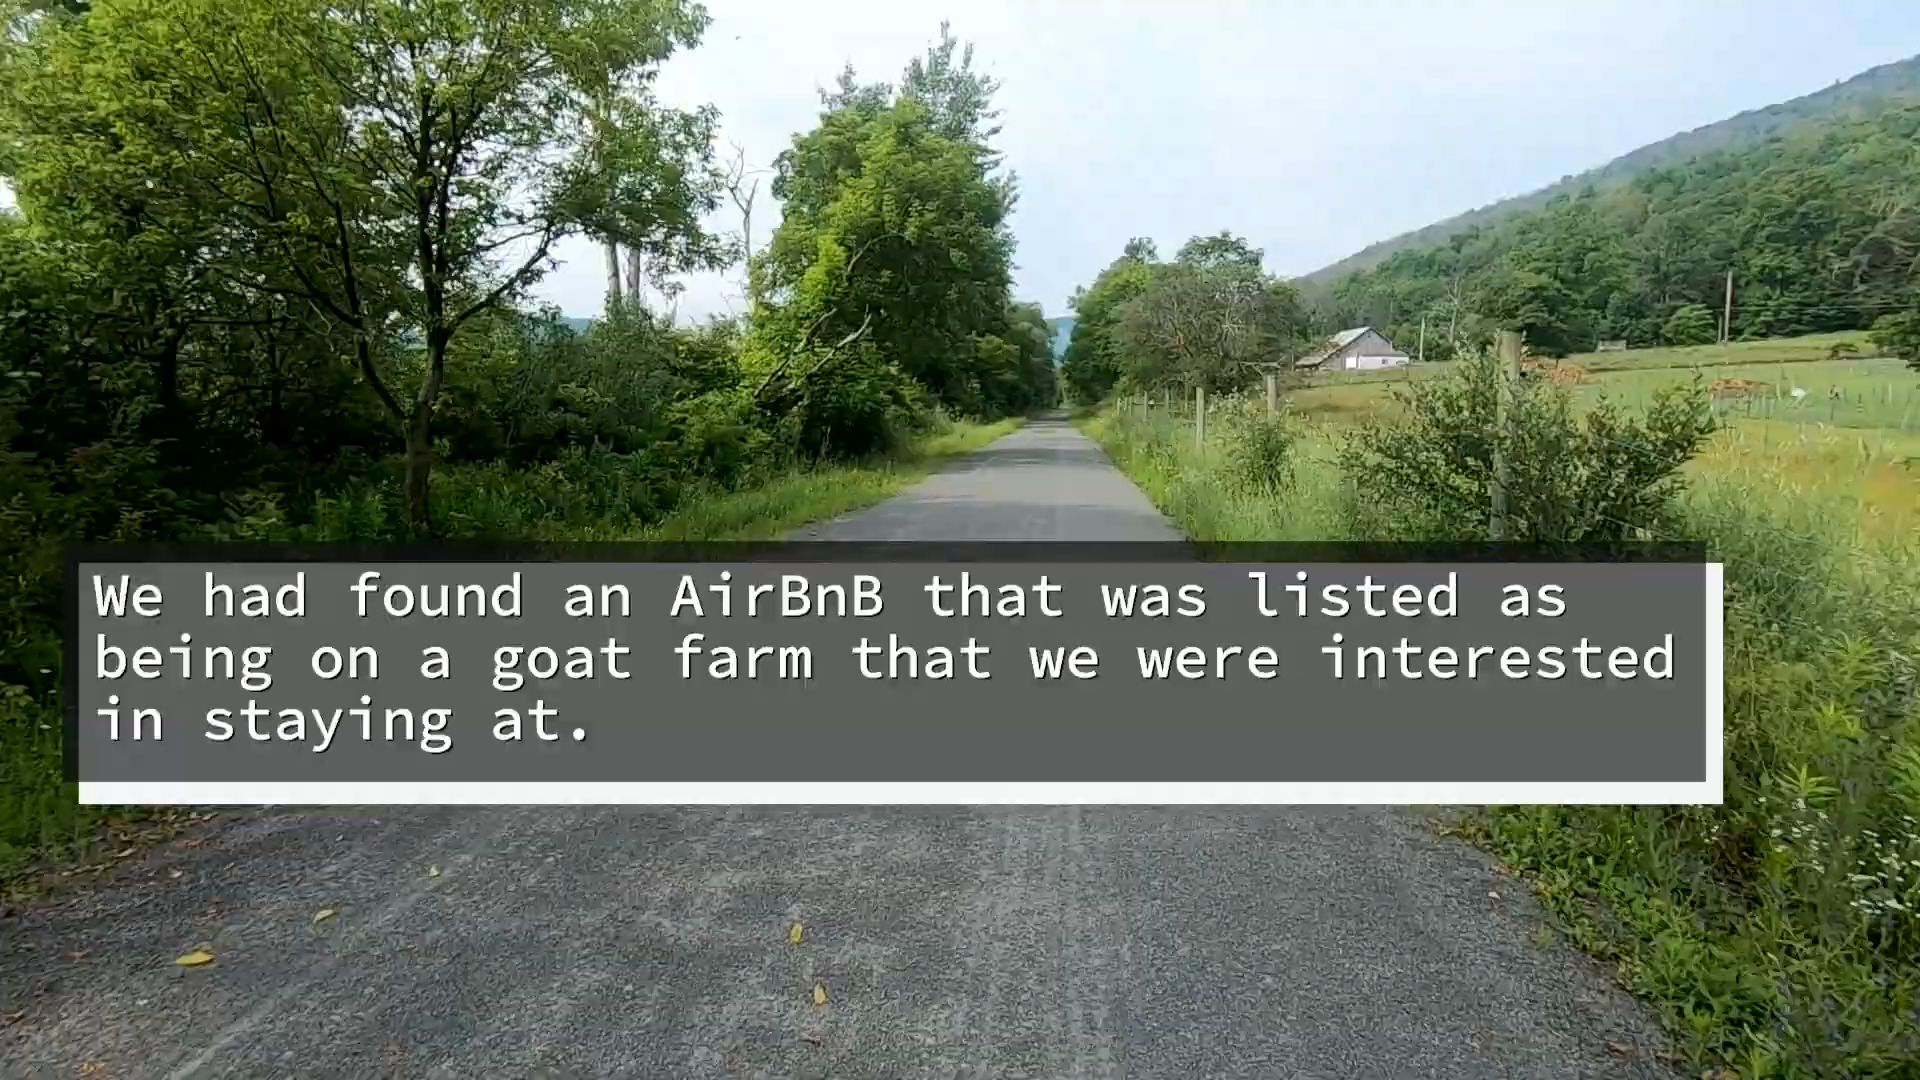 We had found an AirBnB that was listed as
being on a goat farm that we were interested
in staying at.